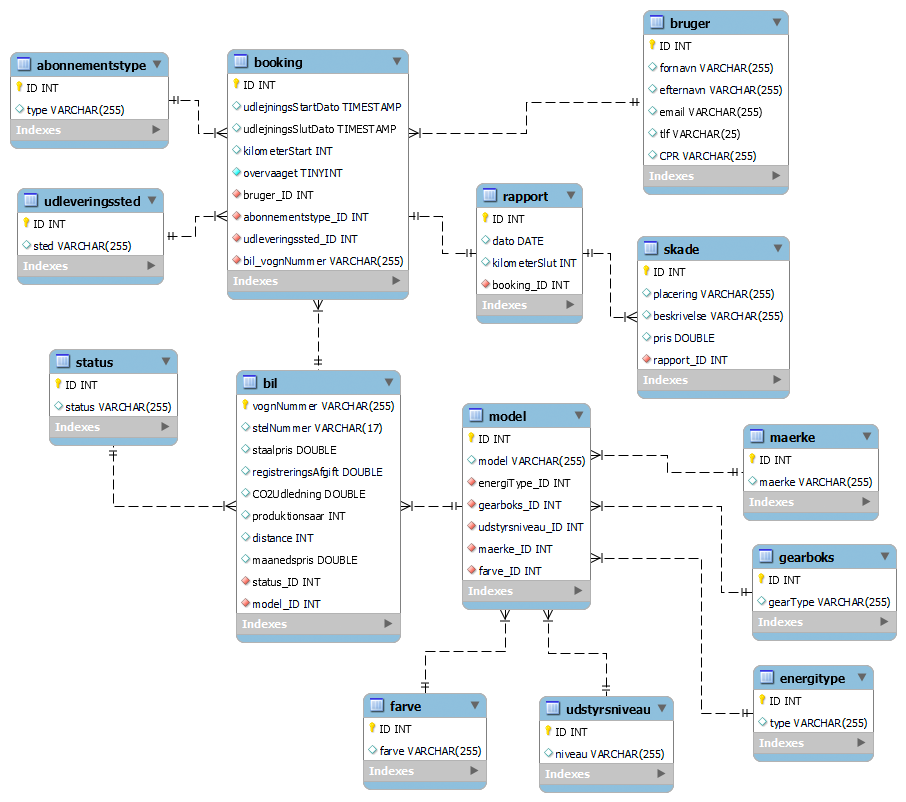 abonnementstype
ID INT
type VARCHAR(255)
Indexes
udleveringssted
ID INT
sted VARCHAR(255)
Indexes
booking
ID INT
udlejningsStartDato TIMESTAMP
udlejningsSlutDato TIMESTAMP
kilometerStart INT
overvaaget TINYINT
bruger_ID INT
abonnementstype_ID INT
udleveringssted_ID INT
bil_vognNummer VARCHAR(255)
Indexes
bruger
ID INT
fornavn VARCHAR(255)
efternavn VARCHAR(255)
email VARCHAR(255)
tlf VARCHAR(25)
CPR VARCHAR(255)
Indexes
rapport
ID INT
dato DATE
kilometerSlut INT
booking_ID INT
Indexes
skade
ID INT
placering VARCHAR(255)
beskrivelse VARCHAR(255)
pris DOUBLE
rapport_ID INT
Indexes
status
ID INT
status VARCHAR(255)
Indexes
bil
vognNummer VARCHAR(255)
stelNummer VARCHAR(17)
staalpris DOUBLE
registreringsAfgift DOUBLE
CO2Udledning DOUBLE
produktionsaar INT
distance INT
maanedspris DOUBLE
status_ID INT
model_ID INT
Indexes
model
ID INT
model VARCHAR(255)
energiType_ID INT
gearboks_ID INT
udstyrsniveau_ID INT
maerke_ID INT
farve_ID INT
Indexes
maerke
ID INT
maerke VARCHAR(255)
Indexes
gearboks
ID INT
gearType VARCHAR(255)
Indexes
energitype
ID INT
type VARCHAR(255)
Indexes
farve
ID INT
farve VARCHAR(255)
Indexes
udstyrsniveau
ID INT
niveau VARCHAR(255)
Indexes